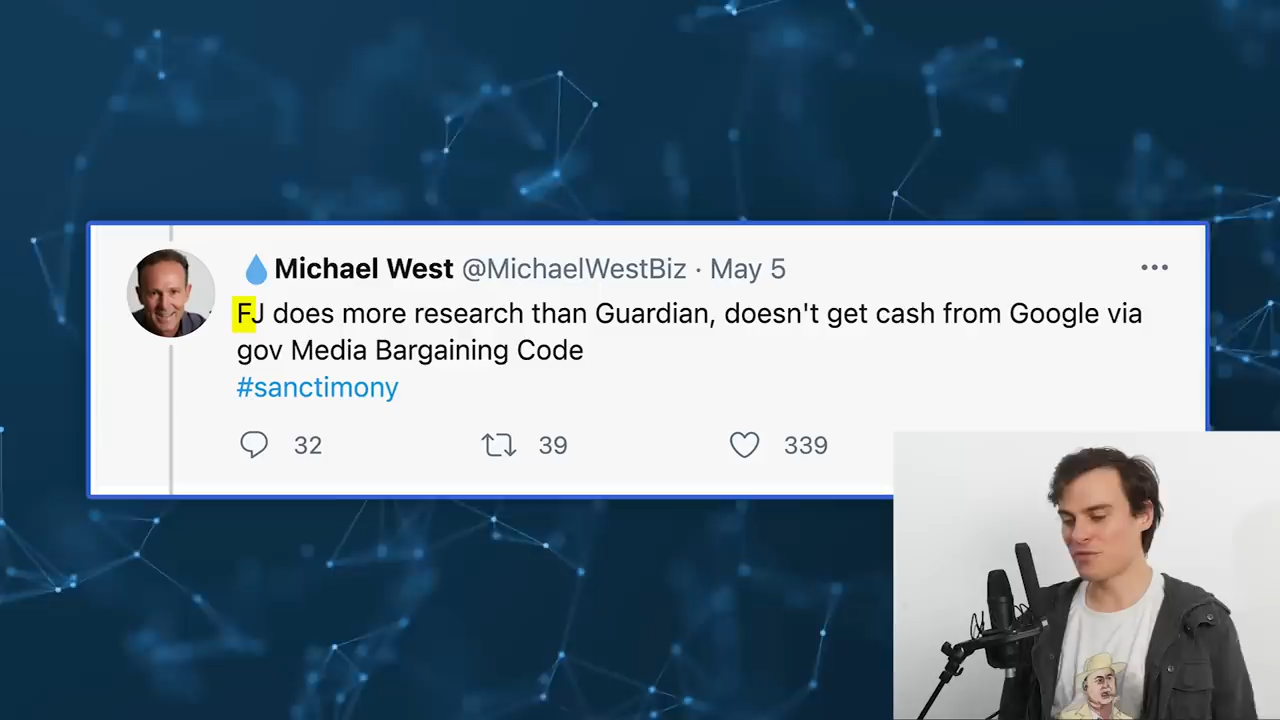 Michael West @MichaelWestBiz · May 5
FJ does more research than Guardian, doesn't get cash from Google via
gov Media Bargaining Code
#sanctimony
32 39 339